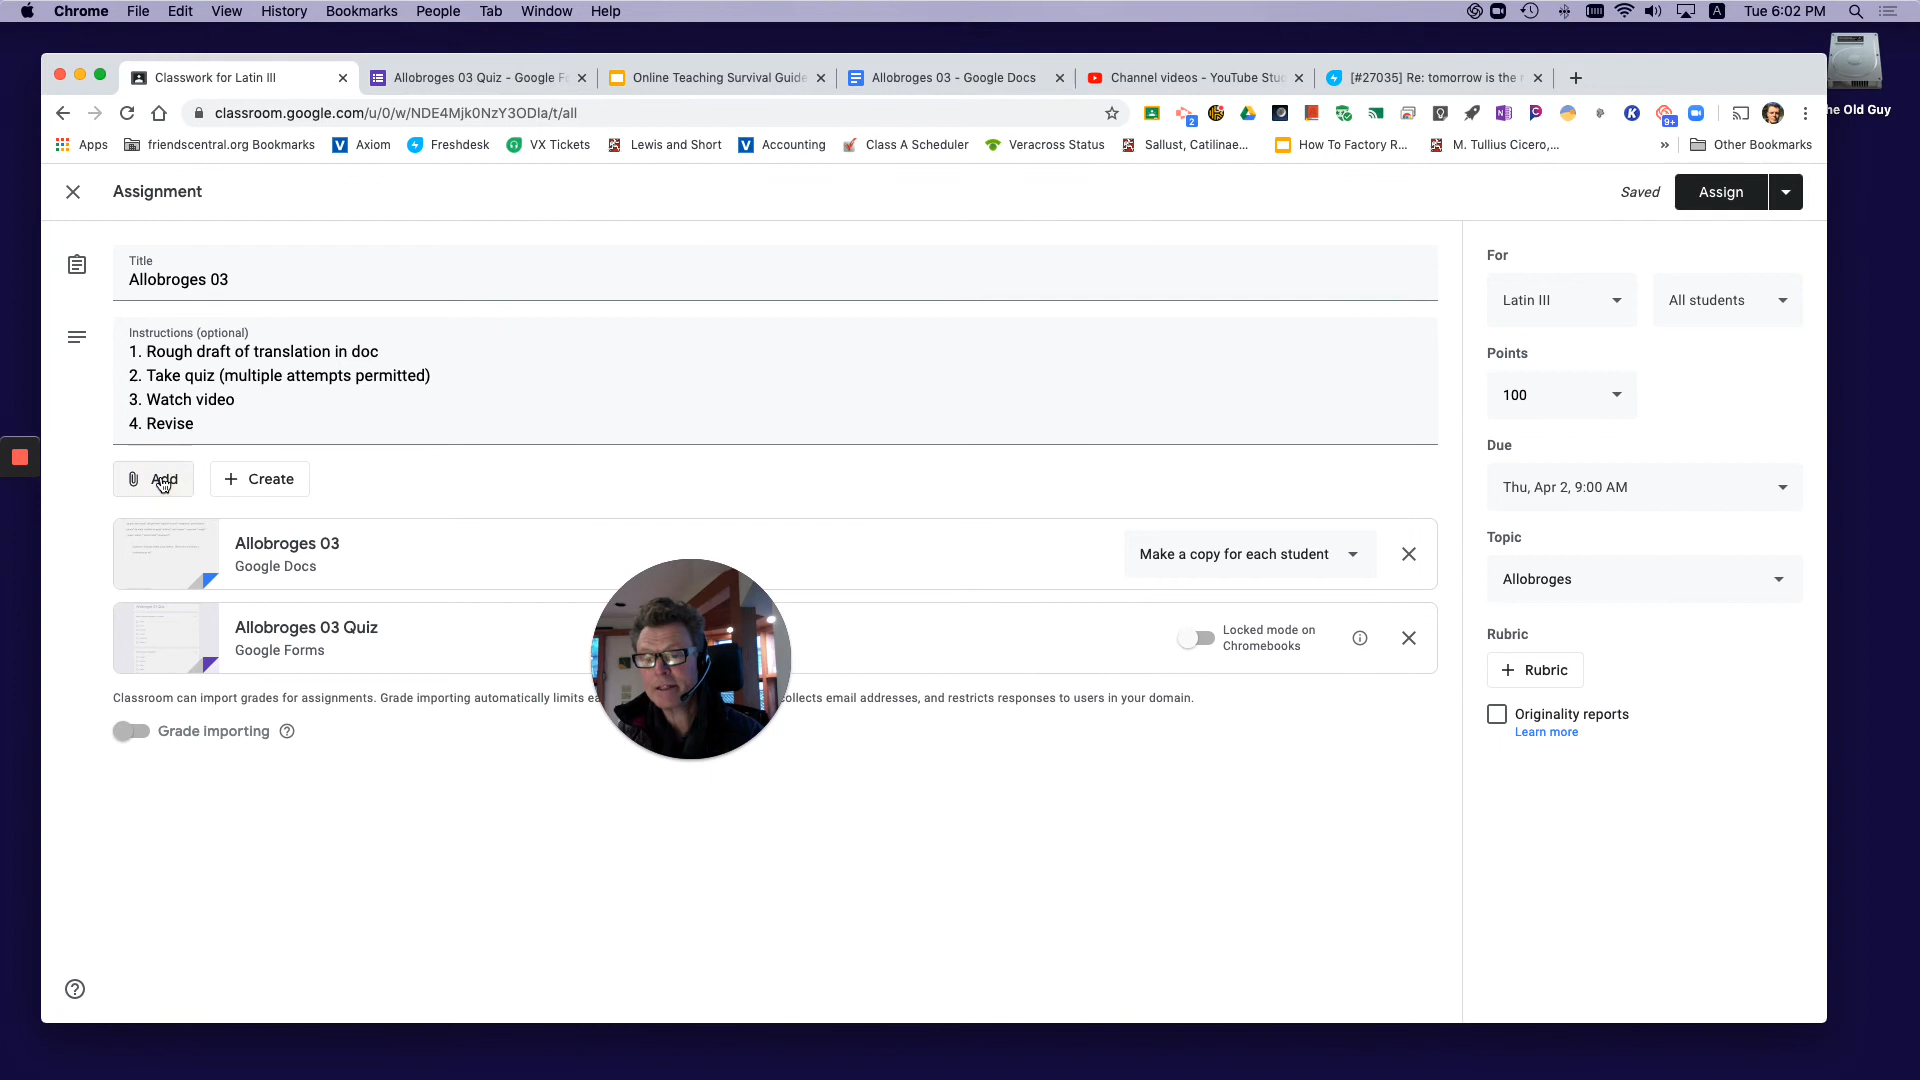 Chrome File Edit View History Bookmarks People Tab Window Help
A Tue 6:02 PM
Classwork for Latin III
Allobroges 03 Quiz - Google Fo
Online Teaching Survival Guide
Allobroges 03 - Google Docs
Channel videos - YouTube Stu
[#27035] Re: tomorrow is the
he Old Guy
classroom.google.com/u/0/w/NDE4Mjk0NzY3ODla/t/all
2
9+
Apps friendscentral.org Bookmarks Axiom Freshdesk VX Tickets Lewis and Short Accounting Class A Scheduler Veracross Status Sallust, Catilinae... How To Factory R... M. Tullius Cicero,... » Other Bookmarks
Assignment
Saved
Assign
Title
Allobroges 03
Instructions (optional)
1. Rough draft of translation in doc
2. Take quiz (multiple attempts permitted)
3. Watch video
4. Revise
Add
Create
Allobroges 03
Google Docs
Make a copy for each student
Allobroges 03 Quiz
Google Forms
Locked mode on
Chromebooks
Classroom can import grades for assignments. Grade importing automatically limits ea
ollects email addresses, and restricts responses to users in your domain.
Grade importing
For
Latin III
All students
Points
100
Due
Thu, Apr 2, 9:00 AM
Topic
Allobroges
Rubric
Rubric
Originality reports
Learn more